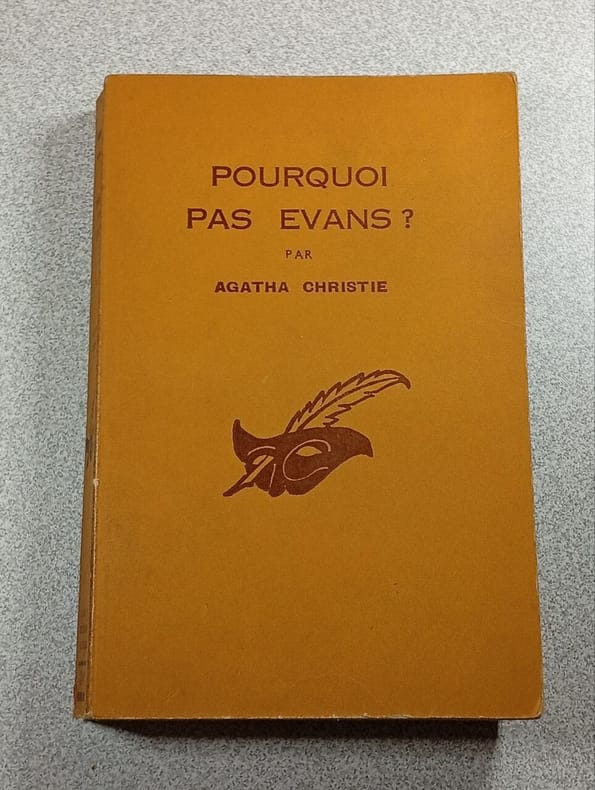 POURQUOI
PAS EVANS ?
PAR
AGATHA CHRISTIE